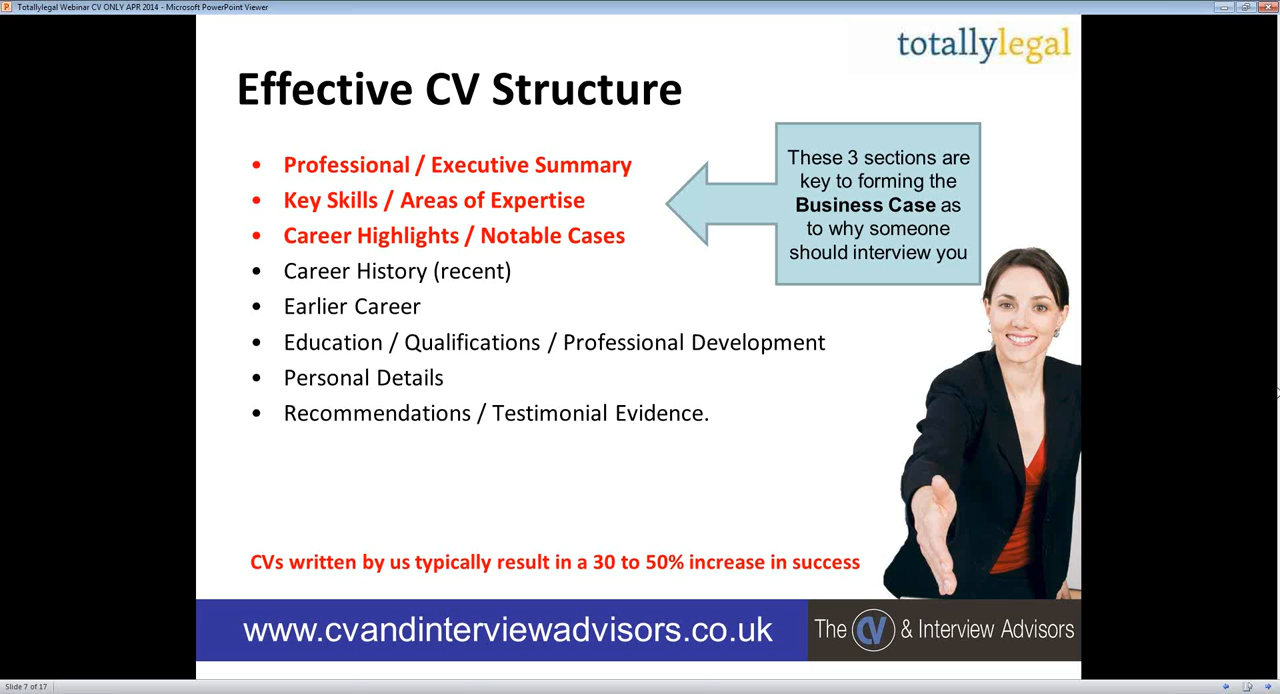 Totallylegal Webinar CV ONLY APR 2014 - Microsoft PowerPoint Viewer
totallylegal
Effective CV Structure
• Professional / Executive Summary
• Key Skills / Areas of Expertise
• Career Highlights / Notable Cases
• Career History (recent)
• Earlier Career
• Education / Qualifications / Professional Development
• Personal Details
• Recommendations / Testimonial Evidence.
These 3 sections are
key to forming the
Business Case as
to why someone
should interview you
CVs written by us typically result in a 30 to 50% increase in success
www.cvandinterviewadvisors.co.uk
The CV & Interview Advisors
Slide 7 of 17